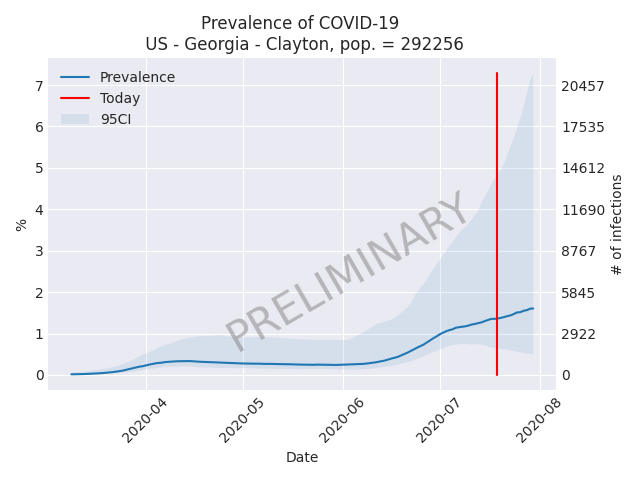 Prevalence of COVID-19
US - Georgia - Clayton, pop. = 292256
Prevalence
Today
95CI
7
6
5
4
3
2
1
0
%
20457
17535
14612
11690
8767
5845
2922
0
# of infections
PRELIMINARY
2020-04
2020-05
2020-06
2020-07
2020-08
Date